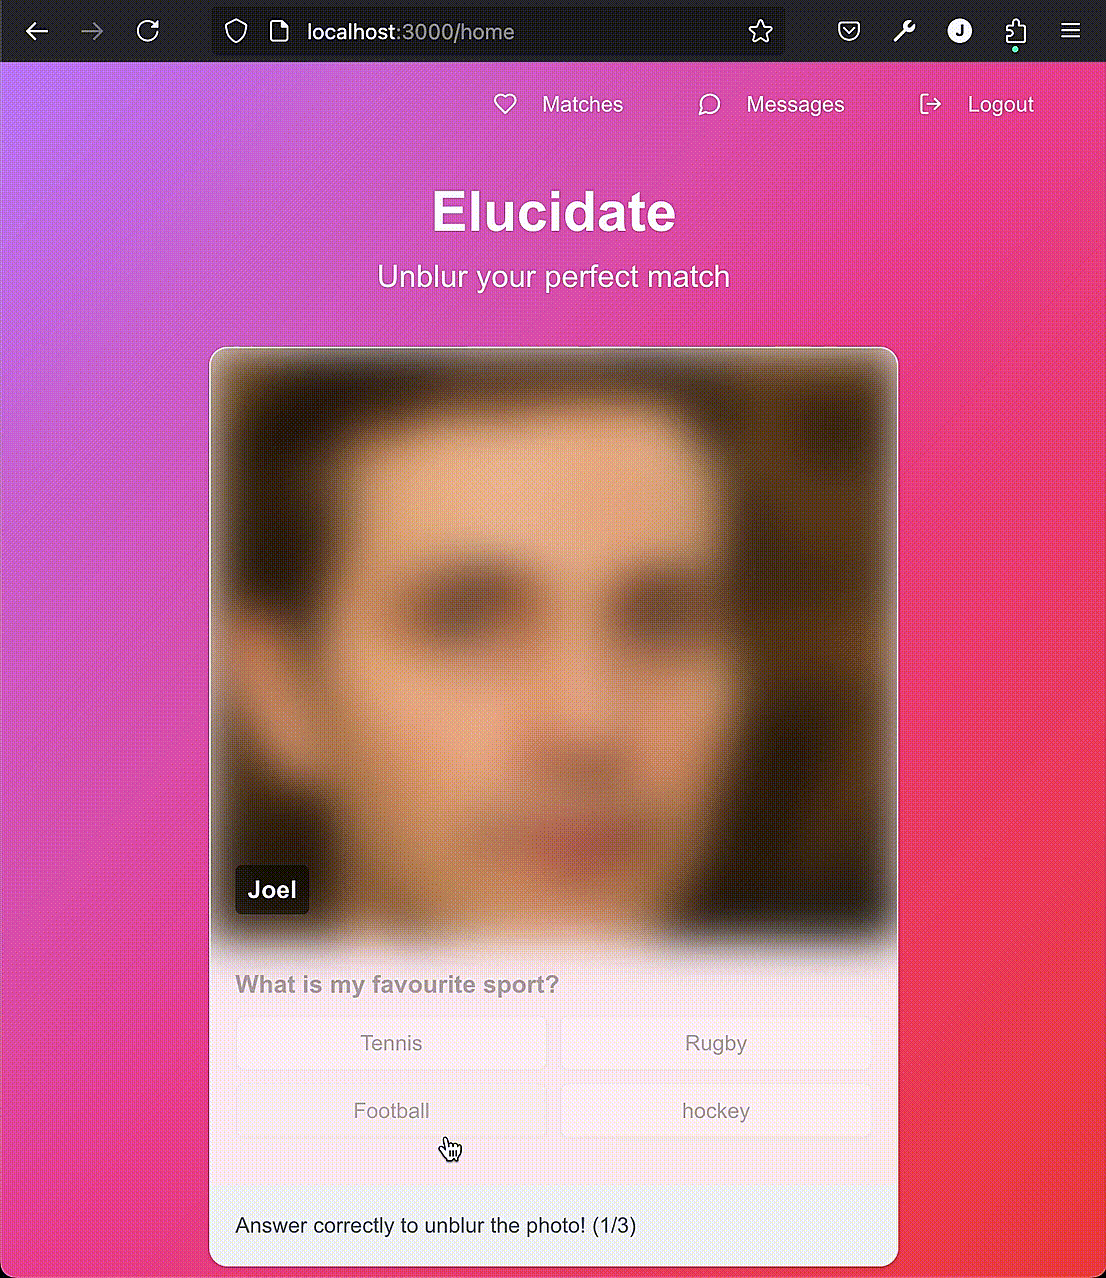 localhost:3000/home
J
Matches Messages Logout
Elucidate
Unblur your perfect match
Joel
What is my favourite sport?
Tennis Rugby
Football hockey
Answer correctly to unblur the photo! (1/3)